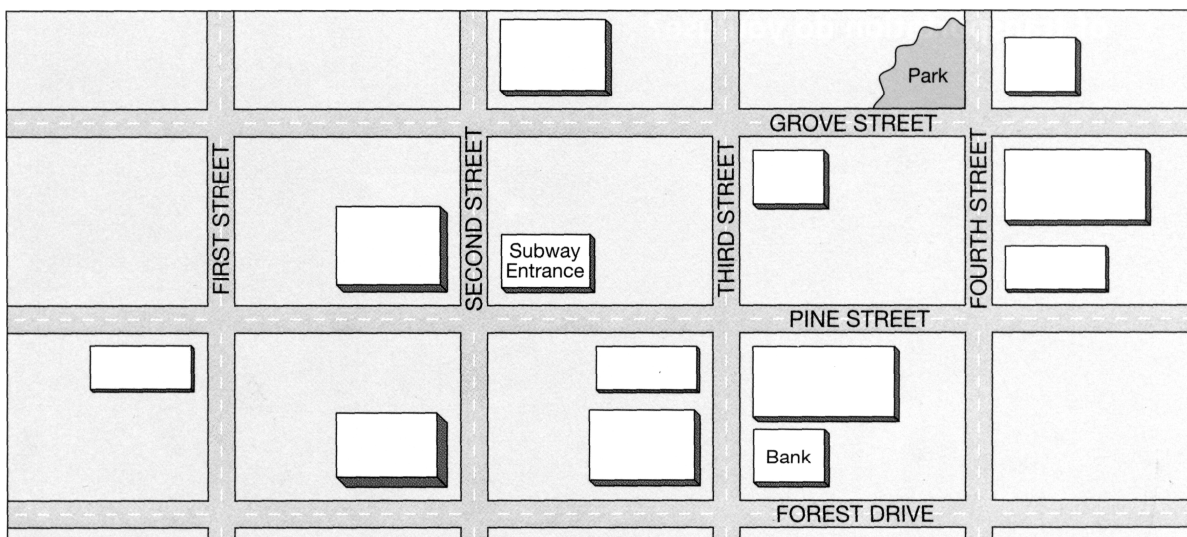 Park
GROVE STREET
FIRST STREET
SECOND STREET
THIRD STREET
FOURTH STREET
Subway
Entrance
PINE STREET
Bank
FOREST DRIVE